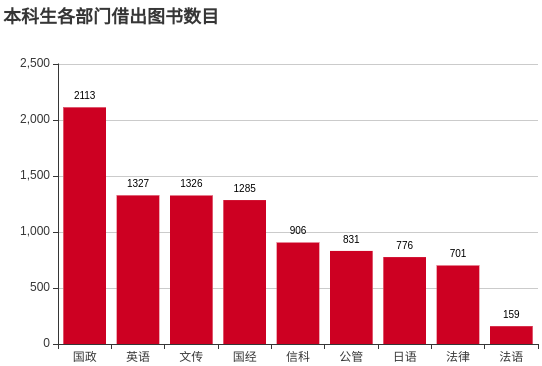 本科生各部门借出图书数目
2,500
2,000
1,500
1,000
500
0
2113
1327
1326
1285
906
831
776
701
159
国政
英语
文传
国经
信科
公管
日语
法律
法语